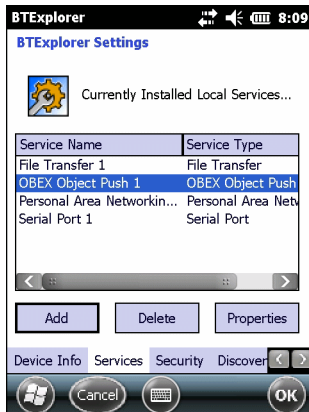 BTExplorer 8:09
BTExplorer Settings
Currently Installed Local Services...
Service Name Service Type
File Transfer 1 File Transfer
OBEX Object Push 1 OBEX Object Push
Personal Area Networkin... Personal Area Netw
Serial Port 1 Serial Port
Add Delete Properties
Device Info Services Security Discover
Cancel OK